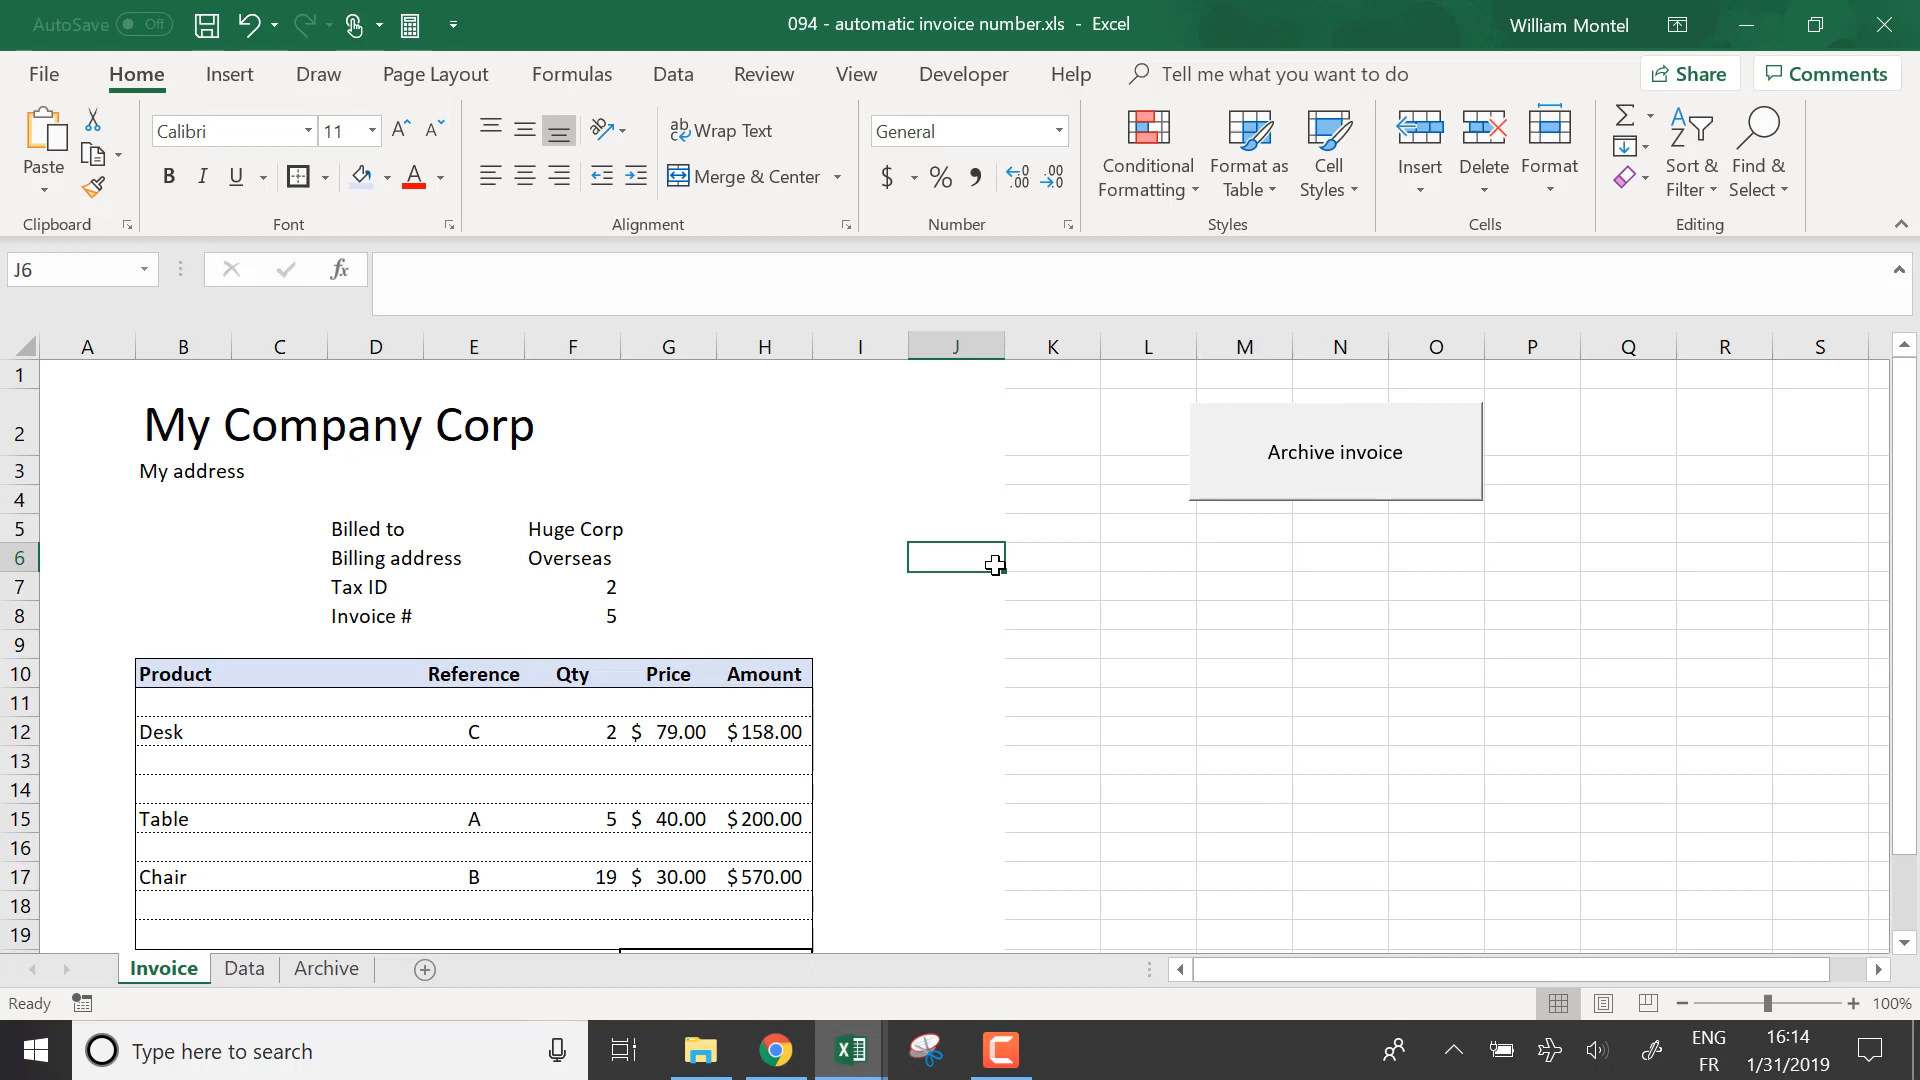 AutoSave Off
094 - automatic invoice number.xls - Excel
William Montel
File Home Insert Draw Page Layout Formulas Data Review View Developer Help Tell me what you want to do Share Comments
Calibri 11 ab Wrap Text General
Paste B I U A Merge & Center $ % , .00 .00
Conditional Formatting
Format as Table
Cell Styles
Insert Delete Format
Sort & Filter
Find & Select
Clipboard Font Alignment Number Styles Cells Editing
J6 fx
A B C D E F G H I J K L M N O P Q R S
1
2 My Company Corp
Archive invoice
3 My address
4
5 Billed to Huge Corp
6 Billing address Overseas
7 Tax ID 2
8 Invoice # 5
9
10 Product Reference Qty Price Amount
11
12 Desk C 2 $ 79.00 $158.00
13
14
15 Table A 5 $ 40.00 $200.00
16
17 Chair B 19 $ 30.00 $570.00
18
19
Invoice Data Archive
Ready 100%
Type here to search
ENG
FR
16:14
1/31/2019